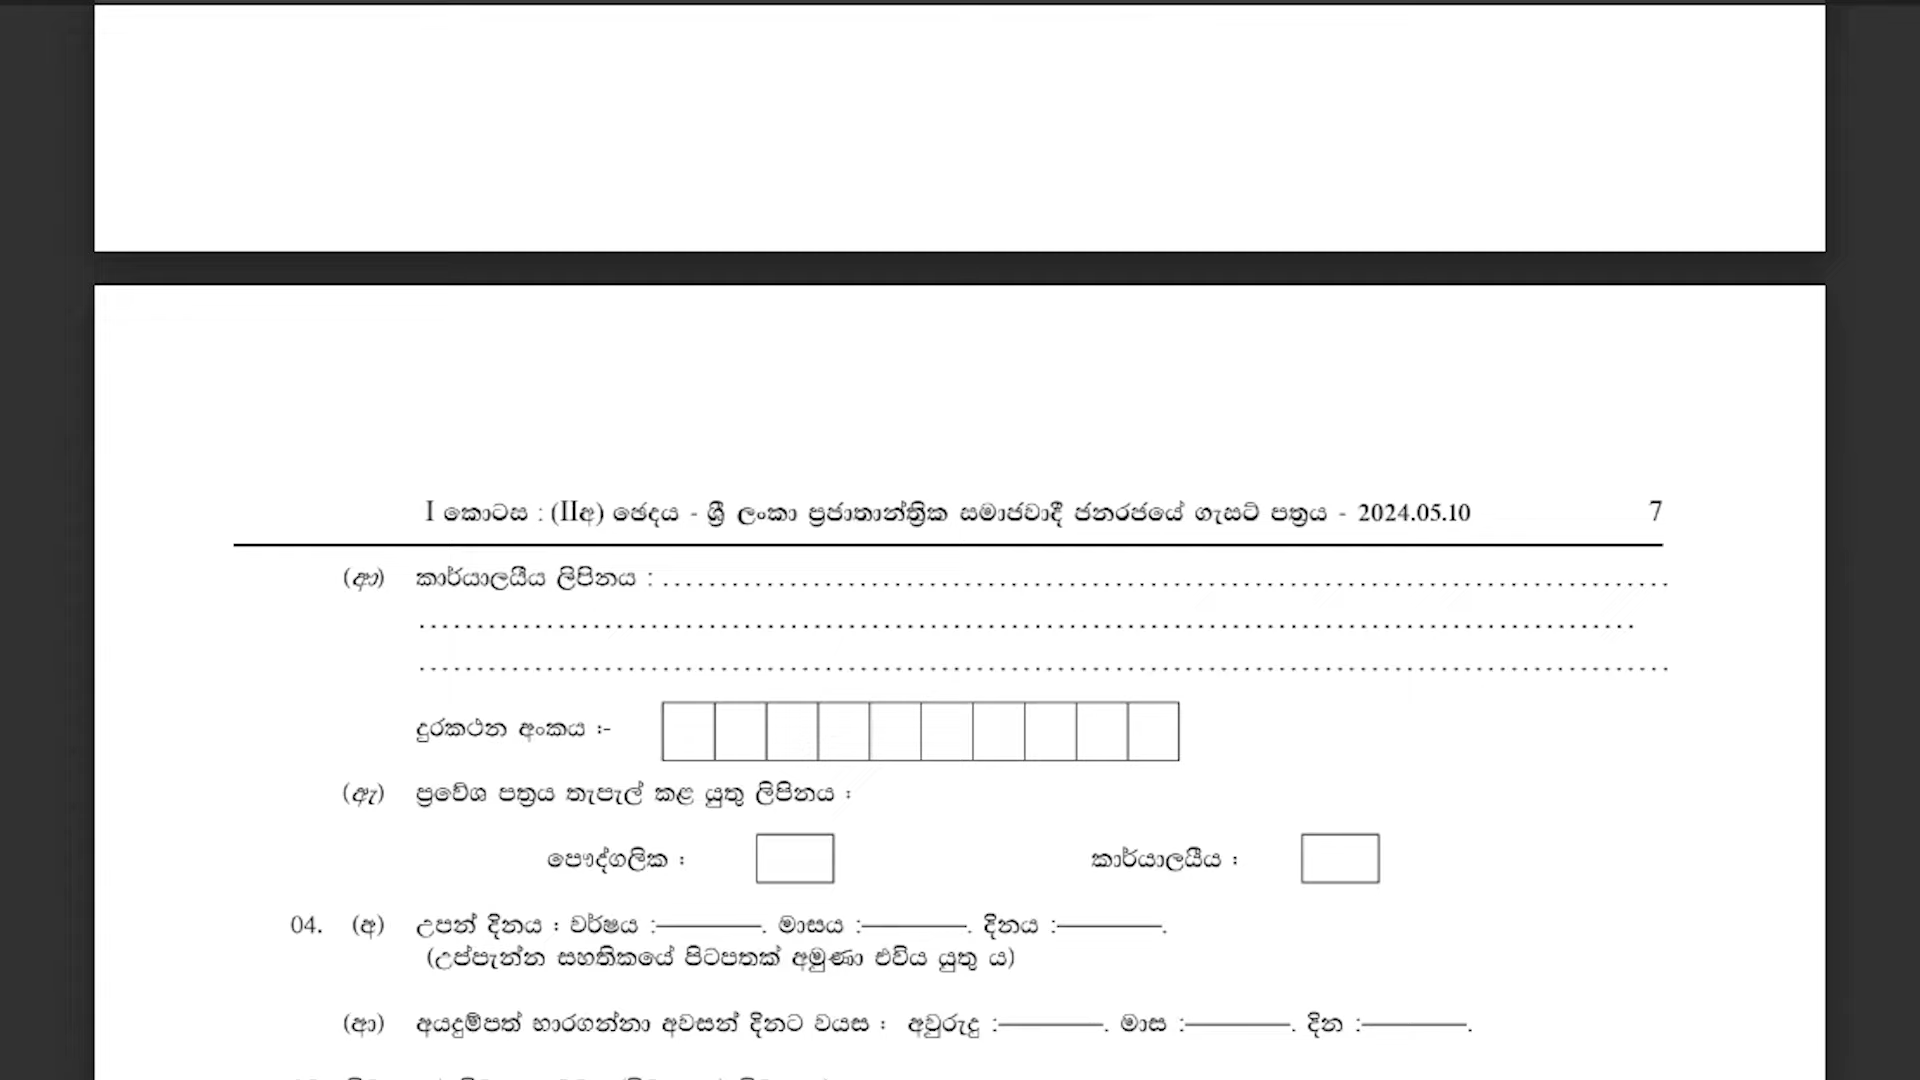 I කොටස : (IIඅ) ඡෙදය - ශ්‍රී ලංකා ප්‍රජාතාන්ත්‍රික සමාජවාදී ජනරජයේ ගැසට් පත්‍රය - 2024.05.10 7
(ආ) කාර්යාලයීය ලිපිනය : ....................................................................................................
....................................................................................................
....................................................................................................
දුරකථන අංකය :-
(ඇ) ප්‍රවේශ පත්‍රය තැපැල් කළ යුතු ලිපිනය :
පෞද්ගලික : කාර්යාලයීය :
04. (අ) උපන් දිනය : වර්ෂය :————. මාසය :————. දිනය :————.
(උප්පැන්න සහතිකයේ පිටපතක් අමුණා එවිය යුතු ය)
(ආ) අයදුම්පත් භාරගන්නා අවසන් දිනට වයස : අවුරුදු :————. මාස :————. දින :————.